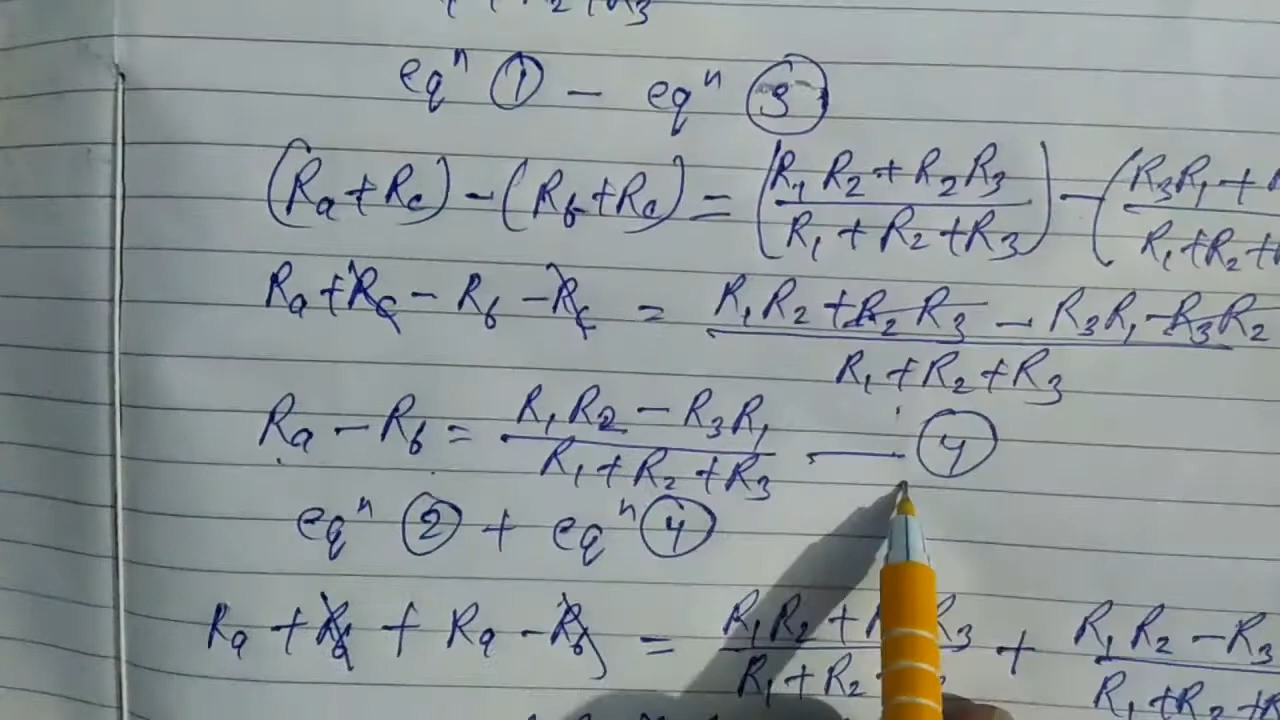 R2+R3
eqⁿ ① − eqⁿ ③
(Ra+Rc)−(Rb+Rc) = (R1R2+R2R3 / R1+R2+R3) − (R3R1+ / R1+R2+
Ra+Rc−Rb−Rc = R1R2+R2R3−R3R1−R3R2 / R1+R2+R3
Ra−Rb = R1R2−R3R1 / R1+R2+R3 — ④
eqⁿ ② + eqⁿ ④
Ra+Rb+Ra−Rb = R1R2+ R3 / R1+R2 + R1R2−R3 / R1+R2+